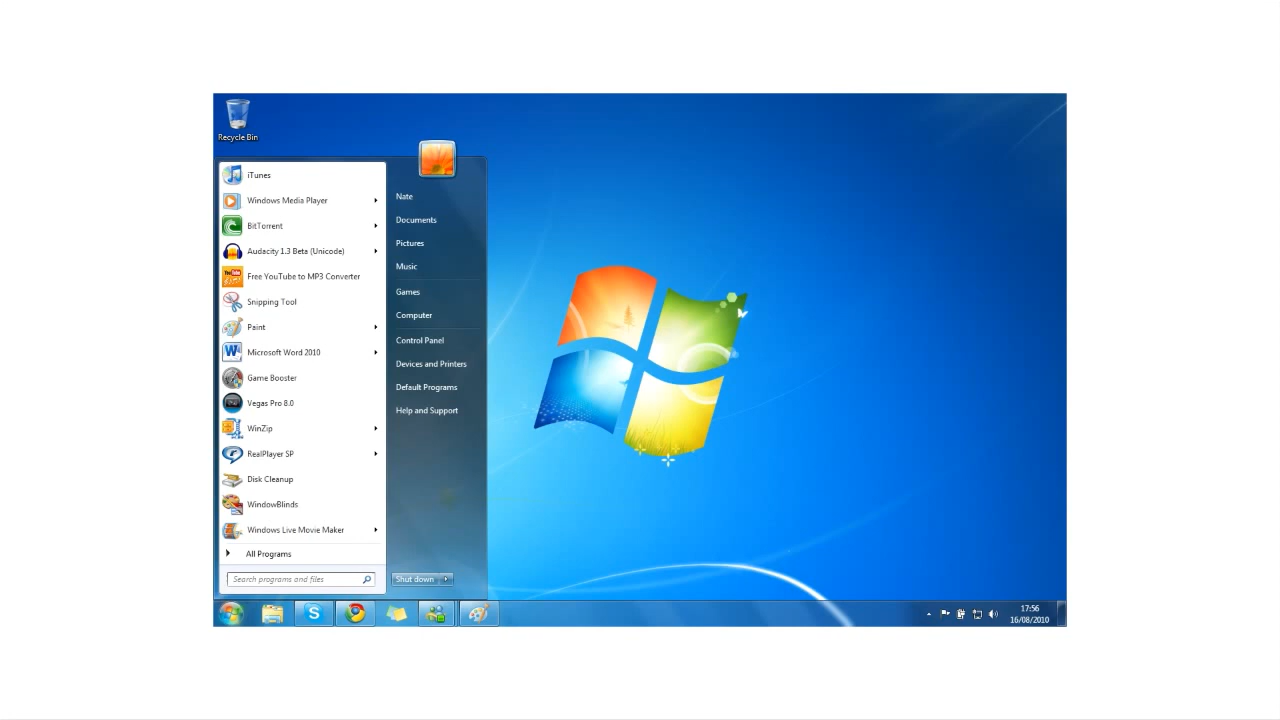 Recycle Bin
iTunes
Windows Media Player
BitTorrent
Audacity 1.3 Beta (Unicode)
Free YouTube to MP3 Converter
Snipping Tool
Paint
Microsoft Word 2010
Game Booster
Vegas Pro 8.0
WinZip
RealPlayer SP
Disk Cleanup
WindowBlinds
Windows Live Movie Maker
All Programs
Search programs and files
Nate
Documents
Pictures
Music
Games
Computer
Control Panel
Devices and Printers
Default Programs
Help and Support
Shut down
17:56
16/08/2010